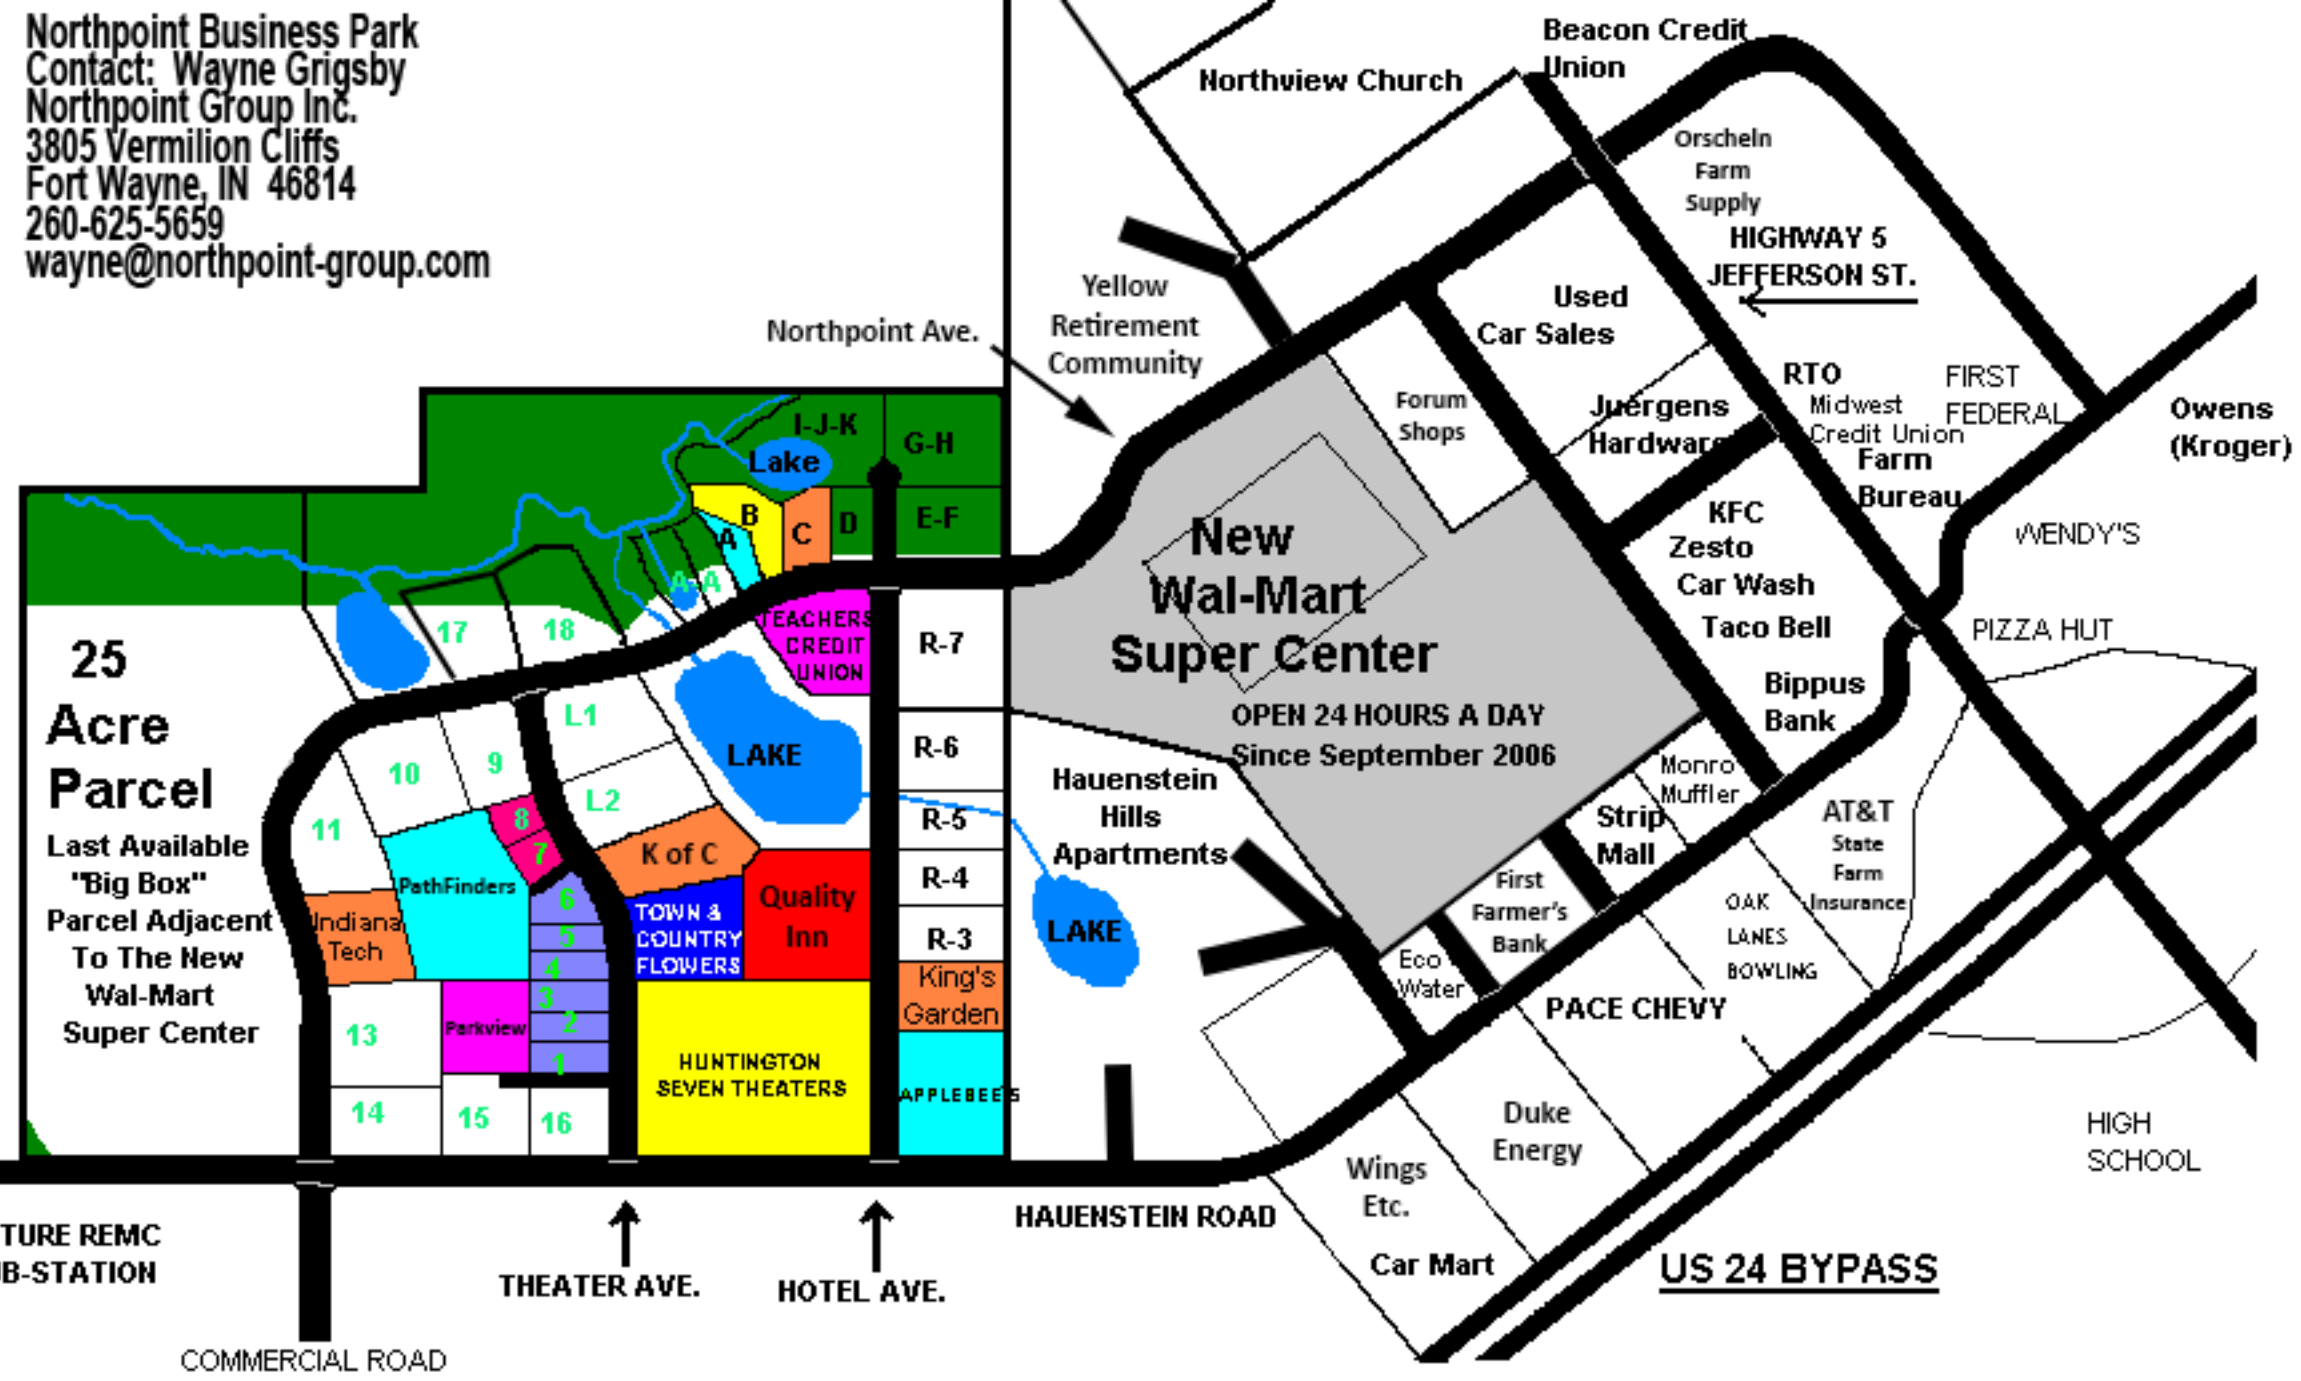 Northpoint Business Park
Contact: Wayne Grigsby
Northpoint Group Inc.
3805 Vermilion Cliffs
Fort Wayne, IN 46814
260-625-5659
wayne@northpoint-group.com
Beacon Credit
Union
Northview Church
Orscheln
Farm
Supply
HIGHWAY 5
JEFFERSON ST.
Yellow
Retirement
Community
Northpoint Ave.
Used
Car Sales
Forum
Shops
Juergens
Hardware
RTO
Midwest
Credit Union
FIRST
FEDERAL
Farm
Bureau
Owens
(Kroger)
WENDY'S
KFC
Zesto
Car Wash
Taco Bell
PIZZA HUT
Bippus
Bank
I-J-K
G-H
Lake
B
A
C
D
E-F
A
A
New
Wal-Mart
Super Center
OPEN 24 HOURS A DAY
Since September 2006
25
Acre
Parcel
Last Available
"Big Box"
Parcel Adjacent
To The New
Wal-Mart
Super Center
17
18
TEACHERS
CREDIT
UNION
R-7
L1
LAKE
R-6
10
9
L2
8
R-5
11
7
K of C
PathFinders
R-4
6
Quality
Inn
TOWN &
COUNTRY
FLOWERS
Indiana
Tech
5
R-3
4
King's
Garden
3
Parkview
2
13
1
HUNTINGTON
SEVEN THEATERS
APPLEBEE'S
14
15
16
Hauenstein
Hills
Apartments
LAKE
Monro
Muffler
Strip
Mall
AT&T
State
Farm
Insurance
First
Farmer's
Bank
OAK
LANES
BOWLING
Eco
Water
PACE CHEVY
Duke
Energy
Wings
Etc.
Car Mart
HIGH
SCHOOL
US 24 BYPASS
HAUENSTEIN ROAD
TURE REMC
B-STATION
THEATER AVE.
HOTEL AVE.
COMMERCIAL ROAD